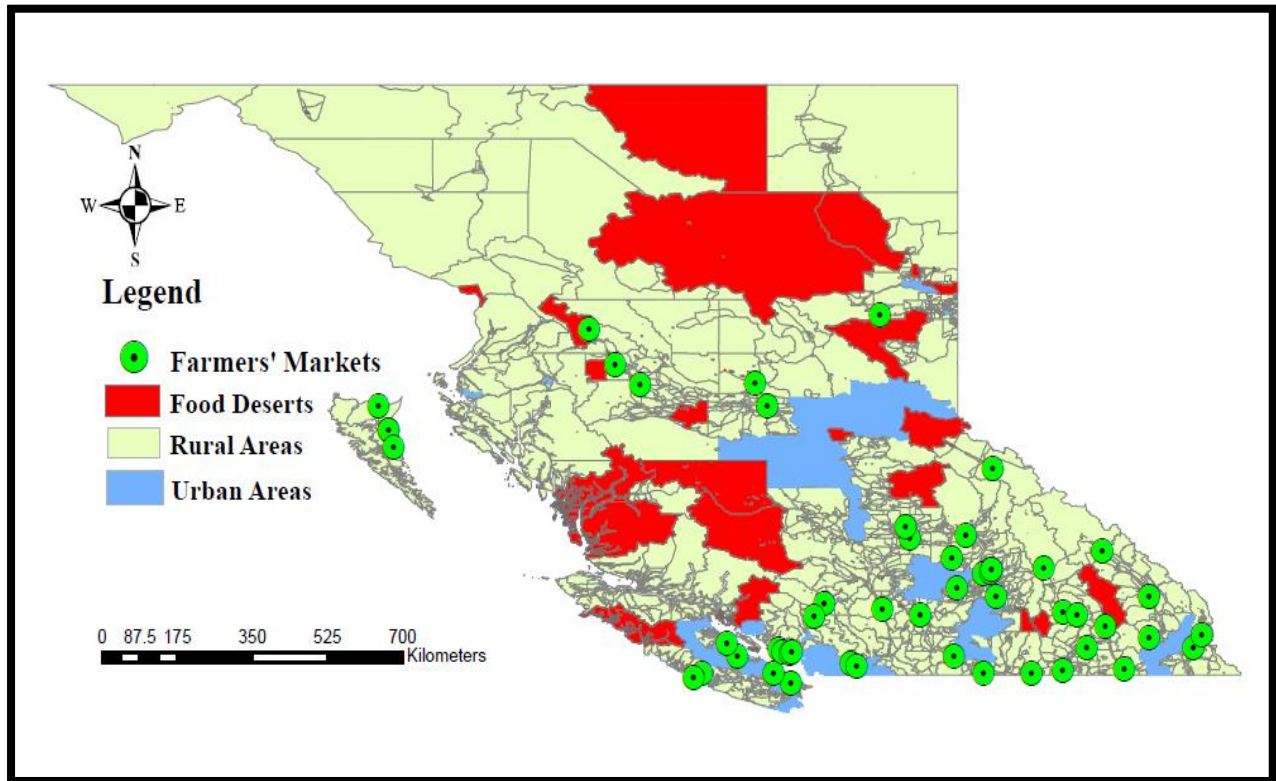 N
W E
S
Legend
Farmers' Markets
Food Deserts
Rural Areas
Urban Areas
0 87.5 175 350 525 700
Kilometers